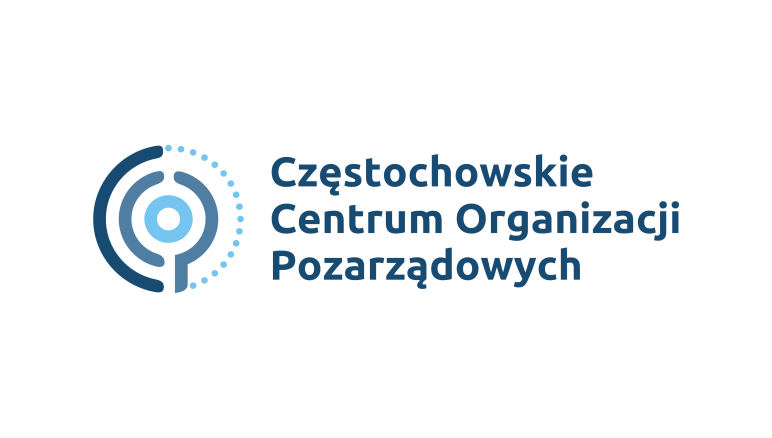 Częstochowskie
Centrum Organizacji
Pozarządowych